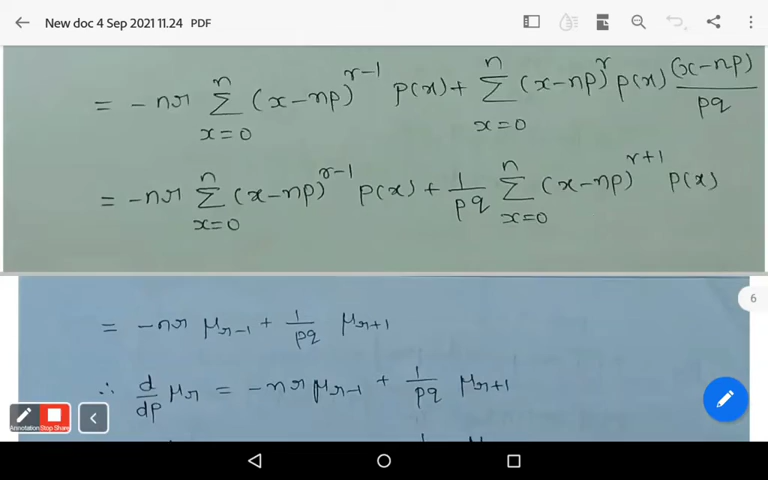 New doc 4 Sep 2021 11.24 PDF
= -nr Σ_{x=0}^{n} (x-np)^{r-1} p(x) + Σ_{x=0}^{n} (x-np)^r p(x) (x-np)/pq
= -nr Σ_{x=0}^{n} (x-np)^{r-1} p(x) + 1/pq Σ_{x=0}^{n} (x-np)^{r+1} p(x)
6
= -nr μ_{r-1} + 1/pq μ_{r+1}
∴ d/dp μ_r = -nr μ_{r-1} + 1/pq μ_{r+1}
Annotation Stop Share